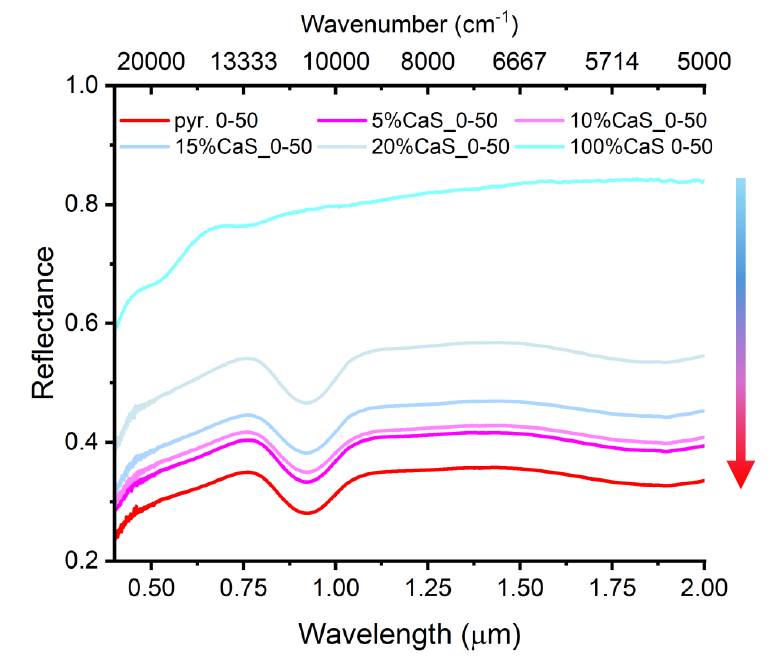 Wavenumber (cm-1)
20000 13333 10000 8000 6667 5714 5000
1.0
pyr. 0-50 5%CaS_0-50 10%CaS_0-50
15%CaS_0-50 20%CaS_0-50 100%CaS 0-50
0.8
0.6
0.4
0.2
Reflectance
0.50 0.75 1.00 1.25 1.50 1.75 2.00
Wavelength (μm)